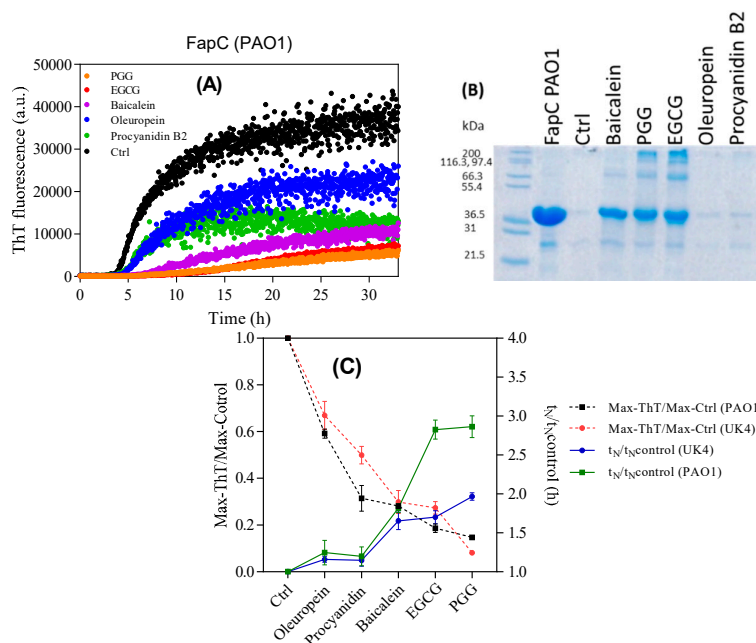 FapC (PAO1)
(A)
ThT fluorescence (a.u.)
50000
40000
30000
20000
10000
0
PGG
EGCG
Baicalein
Oleuropein
Procyanidin B2
Ctrl
0 5 10 15 20 25 30
Time (h)
(B)
kDa
FapC PAO1
Ctrl
Baicalein
PGG
EGCG
Oleuropein
Procyanidin B2
200
116.3, 97.4
66.3
55.4
36.5
31
21.5
(C)
Max-ThT/Max-Cotrol
1.0
0.8
0.6
0.4
0.2
0.0
4.0
3.5
3.0
2.5
2.0
1.5
1.0
tN/tNcontrol (h)
Ctrl
Oleuropein
Procyanidin
Baicalein
EGCG
PGG
Max-ThT/Max-Ctrl (PAO1
Max-ThT/Max-Ctrl (UK4)
tN/tNcontrol (UK4)
tN/tNcontrol (PAO1)